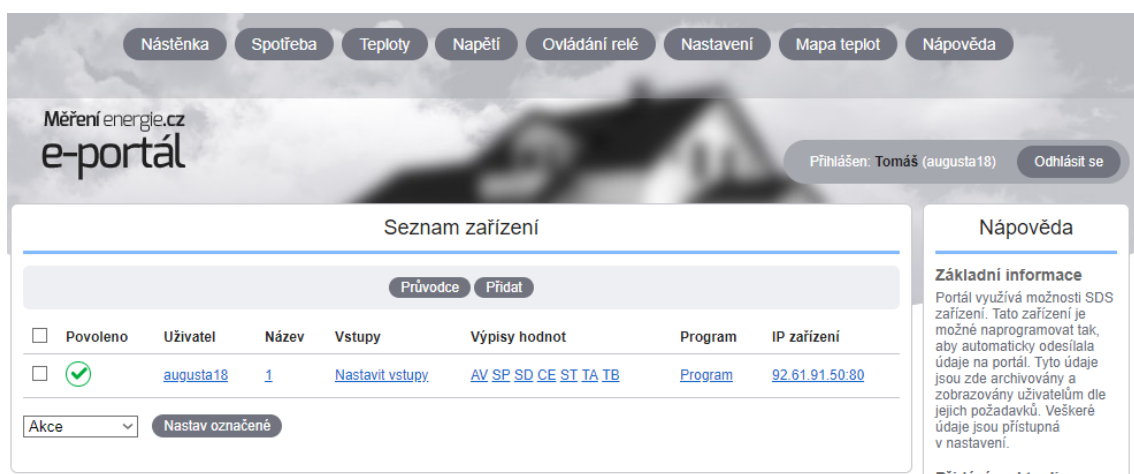 Nástěnka Spotřeba Teploty Napětí Ovládání relé Nastavení Mapa teplot Nápověda
Měření energie.cz
e-portál
Přihlášen: Tomáš (augusta18) Odhlásit se
Seznam zařízení
Průvodce Přidat
Povoleno Uživatel Název Vstupy Výpisy hodnot Program IP zařízení
augusta18 1 Nastavit vstupy AV SP SD CE ST TA TB Program 92.61.91.50:80
Akce Nastav označené
Nápověda
Základní informace
Portál využívá možnosti SDS
zařízení. Tato zařízení je
možné naprogramovat tak,
aby automaticky odesílala
údaje na portál. Tyto údaje
jsou zde archivovány a
zobrazovány uživatelům dle
jejich požadavků. Veškeré
údaje jsou přístupná
v nastavení.